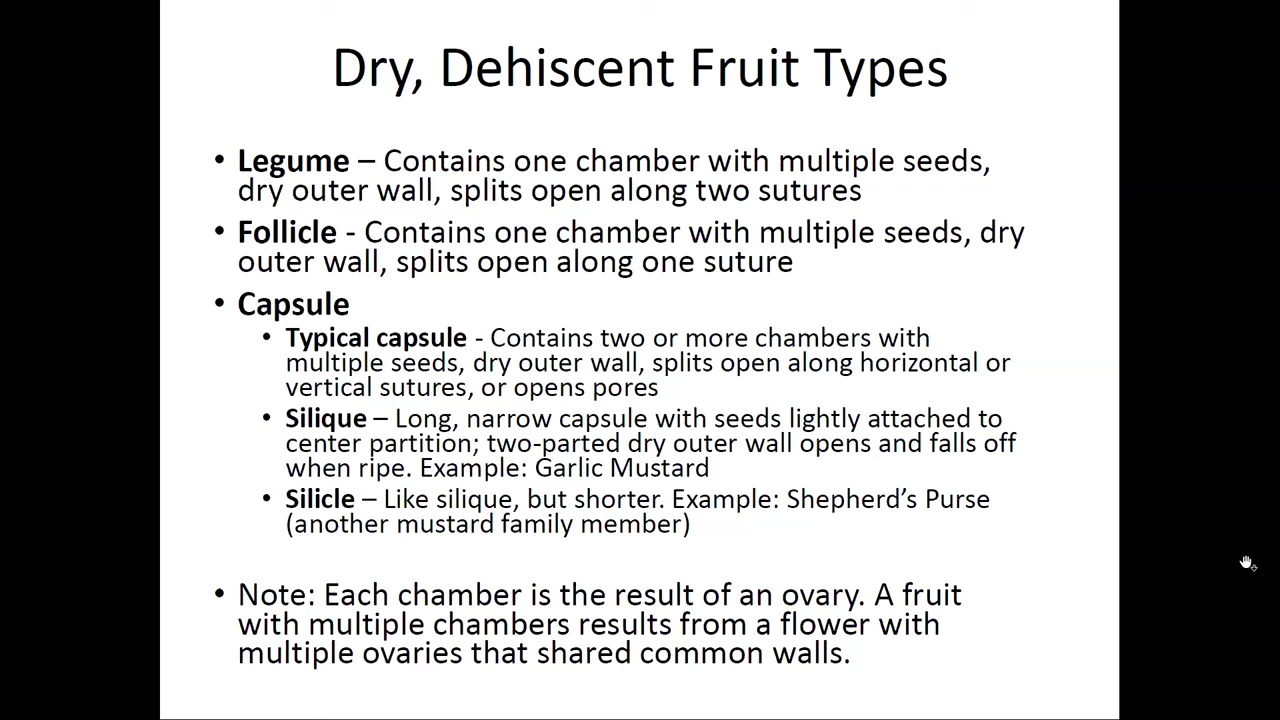 Dry, Dehiscent Fruit Types
• Legume – Contains one chamber with multiple seeds,
dry outer wall, splits open along two sutures
• Follicle - Contains one chamber with multiple seeds, dry
outer wall, splits open along one suture
• Capsule
• Typical capsule - Contains two or more chambers with
multiple seeds, dry outer wall, splits open along horizontal or
vertical sutures, or opens pores
• Silique – Long, narrow capsule with seeds lightly attached to
center partition; two-parted dry outer wall opens and falls off
when ripe. Example: Garlic Mustard
• Silicle – Like silique, but shorter. Example: Shepherd’s Purse
(another mustard family member)
• Note: Each chamber is the result of an ovary. A fruit
with multiple chambers results from a flower with
multiple ovaries that shared common walls.